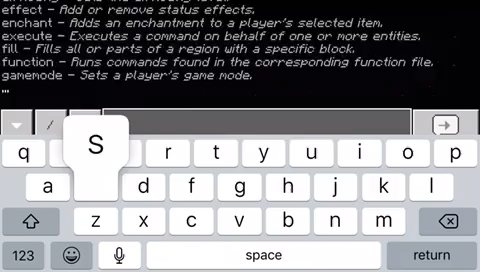 effect – Add or remove status effects.
enchant – Adds an enchantment to a player's selected item.
execute – Executes a command on behalf of one or more entities.
fill – Fills all or parts of a region with a specific block.
function – Runs commands found in the corresponding function file.
gamemode – Sets a player's game mode.
...
/
S
q r t y u i o p
a d f g h j k l
z x c v b n m
123 space return